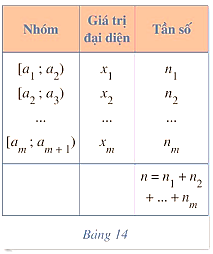 Nhóm Giá trị đại diện Tần số
[a₁ ; a₂) x₁ n₁
[a₂ ; a₃) x₂ n₂
... ... ...
[aₘ ; aₘ ₊ ₁) xₘ nₘ
n = n₁ + n₂
+ ... + nₘ
Bảng 14